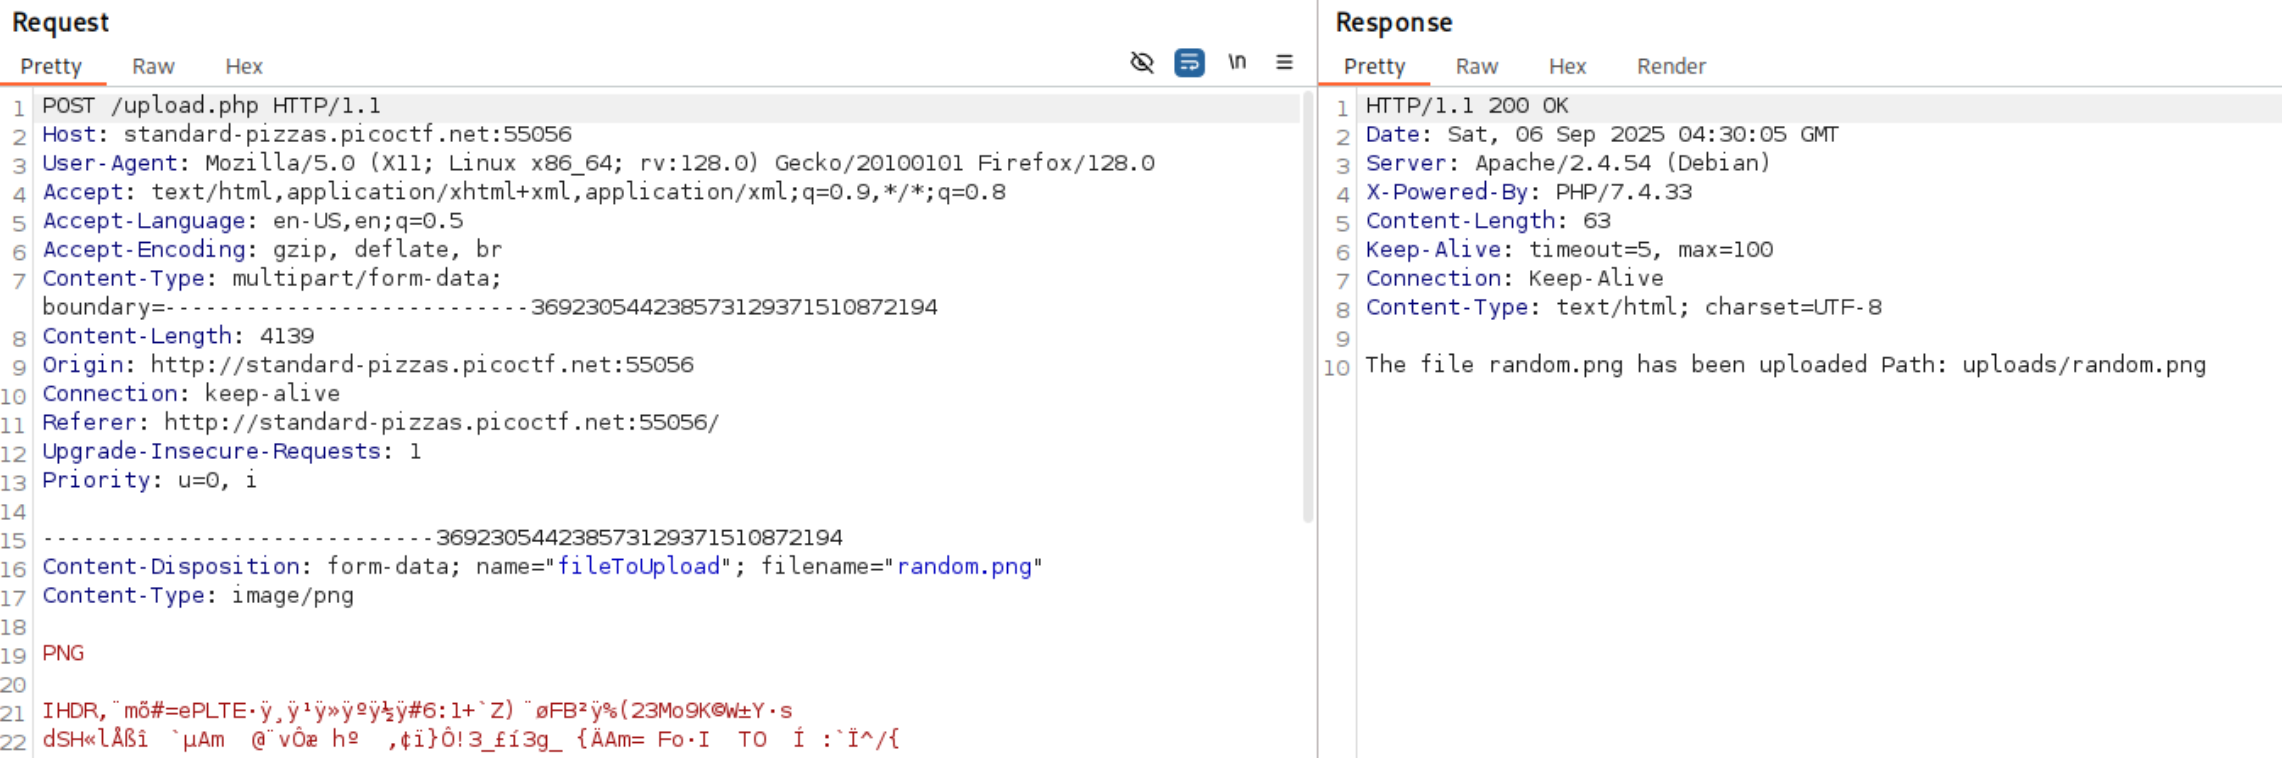 Request
Pretty Raw Hex \n
1 POST /upload.php HTTP/1.1
2 Host: standard-pizzas.picoctf.net:55056
3 User-Agent: Mozilla/5.0 (X11; Linux x86_64; rv:128.0) Gecko/20100101 Firefox/128.0
4 Accept: text/html,application/xhtml+xml,application/xml;q=0.9,*/*;q=0.8
5 Accept-Language: en-US,en;q=0.5
6 Accept-Encoding: gzip, deflate, br
7 Content-Type: multipart/form-data;
boundary=---------------------------369230544238573129371510872194
8 Content-Length: 4139
9 Origin: http://standard-pizzas.picoctf.net:55056
10 Connection: keep-alive
11 Referer: http://standard-pizzas.picoctf.net:55056/
12 Upgrade-Insecure-Requests: 1
13 Priority: u=0, i
14
15 -----------------------------369230544238573129371510872194
16 Content-Disposition: form-data; name="fileToUpload"; filename="random.png"
17 Content-Type: image/png
18
19 PNG
20
21 IHDR,¨mõ#=ePLTE·ÿ¸ÿ¹ÿ»ÿºÿ½ÿ#6:1+`Z)¨øFB²ÿ%(23Mo9K©W±Y·s
22 dSH«lÅßî `µAm @¨vÔæ hº ,¢ï}Ô!3_£í3g_ {ÄAm= Fo·I TO Í :`Ï^/{
Response
Pretty Raw Hex Render
1 HTTP/1.1 200 OK
2 Date: Sat, 06 Sep 2025 04:30:05 GMT
3 Server: Apache/2.4.54 (Debian)
4 X-Powered-By: PHP/7.4.33
5 Content-Length: 63
6 Keep-Alive: timeout=5, max=100
7 Connection: Keep-Alive
8 Content-Type: text/html; charset=UTF-8
9
10 The file random.png has been uploaded Path: uploads/random.png